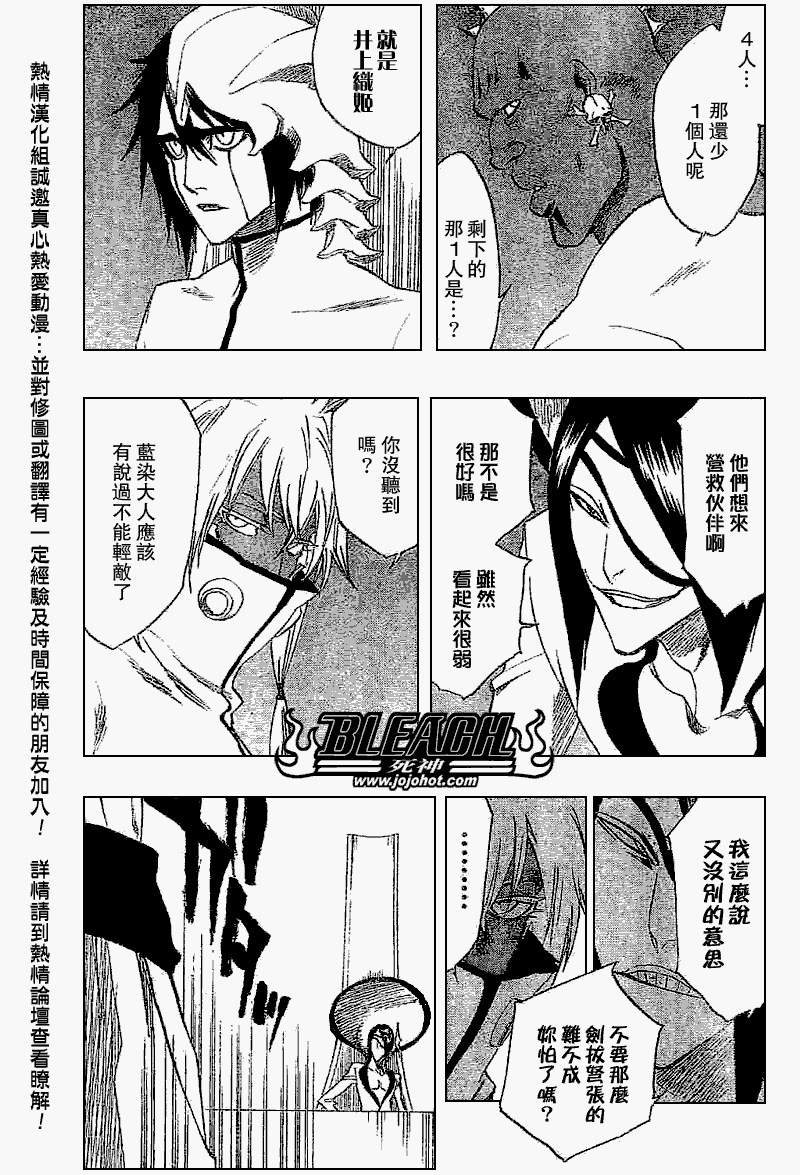 4人…
那還少
1個人呢
剩下的
那1人是…?
就是
井上織姬
他們想來
營救伙伴啊
那不是
很好嗎
雖然
看起來很弱
你沒聽到
嗎?
藍染大人應該
有說過不能輕敵了
BLEACH
死神
www.jojohot.com
我這麼說
又沒別的意思
不要那麼
劍拔弩張的
難不成
妳怕了嗎?
………
熱情漢化組誠邀真心熱愛動漫…並對修圖或翻譯有一定經驗及時間保障的朋友加入! 詳情請到熱情論壇查看瞭解!